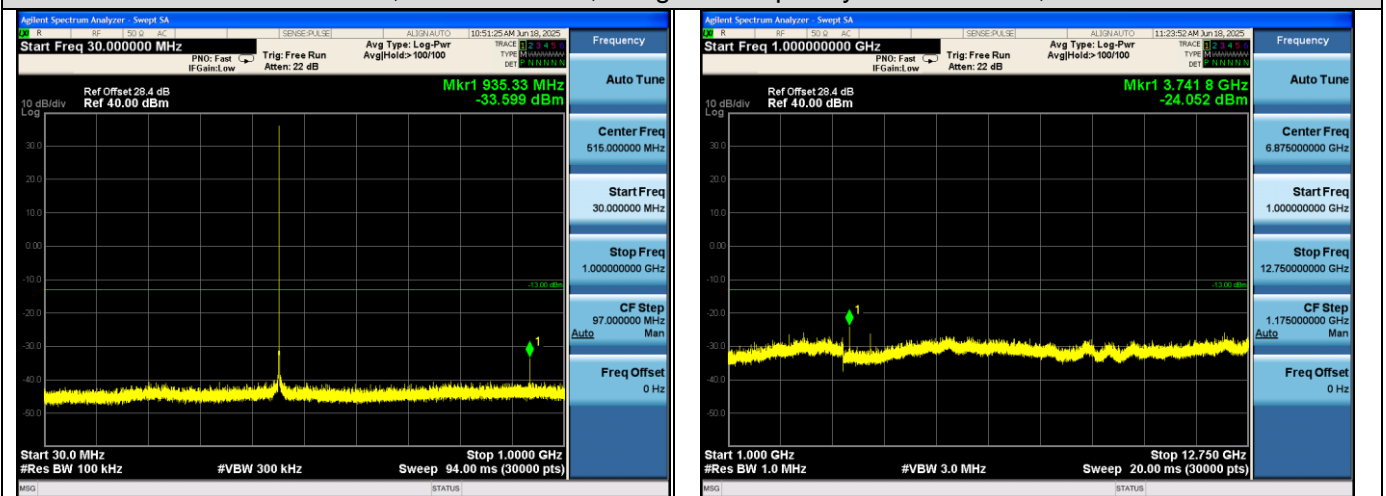 Agilent Spectrum Analyzer - Swept SA
R RF 50 Ω AC SENSE:PULSE ALIGN AUTO 10:51:25 AM Jun 18, 2025
Start Freq 30.000000 MHz
PNO: Fast
IFGain:Low
Trig: Free Run
Atten: 22 dB
Avg Type: Log-Pwr
Avg|Hold:>100/100
TRACE 1 2 3 4 5 6
TYPE M
DET P N N N N N
Mkr1 935.33 MHz
-33.599 dBm
Ref Offset 28.4 dB
10 dB/div Ref 40.00 dBm
Log
30.0
20.0
10.0
0.00
-10.0
-13.00 dBm
-20.0
-30.0
1
-40.0
-50.0
Start 30.0 MHz Stop 1.0000 GHz
#Res BW 100 kHz #VBW 300 kHz Sweep 94.00 ms (30000 pts)
MSG STATUS
Frequency
Auto Tune
Center Freq
515.000000 MHz
Start Freq
30.000000 MHz
Stop Freq
1.000000000 GHz
CF Step
97.000000 MHz
Auto Man
Freq Offset
0 Hz
Agilent Spectrum Analyzer - Swept SA
R RF 50 Ω AC SENSE:PULSE ALIGN AUTO 11:23:52 AM Jun 18, 2025
Start Freq 1.000000000 GHz
PNO: Fast
IFGain:Low
Trig: Free Run
Atten: 22 dB
Avg Type: Log-Pwr
Avg|Hold:>100/100
TRACE 1 2 3 4 5 6
TYPE M
DET P N N N N N
Mkr1 3.741 8 GHz
-24.052 dBm
Ref Offset 28.4 dB
10 dB/div Ref 40.00 dBm
Log
30.0
20.0
10.0
0.00
-10.0
-13.00 dBm
-20.0
1
-30.0
-40.0
-50.0
Start 1.000 GHz Stop 12.750 GHz
#Res BW 1.0 MHz #VBW 3.0 MHz Sweep 20.00 ms (30000 pts)
MSG STATUS
Frequency
Auto Tune
Center Freq
6.875000000 GHz
Start Freq
1.000000000 GHz
Stop Freq
12.750000000 GHz
CF Step
1.175000000 GHz
Auto Man
Freq Offset
0 Hz